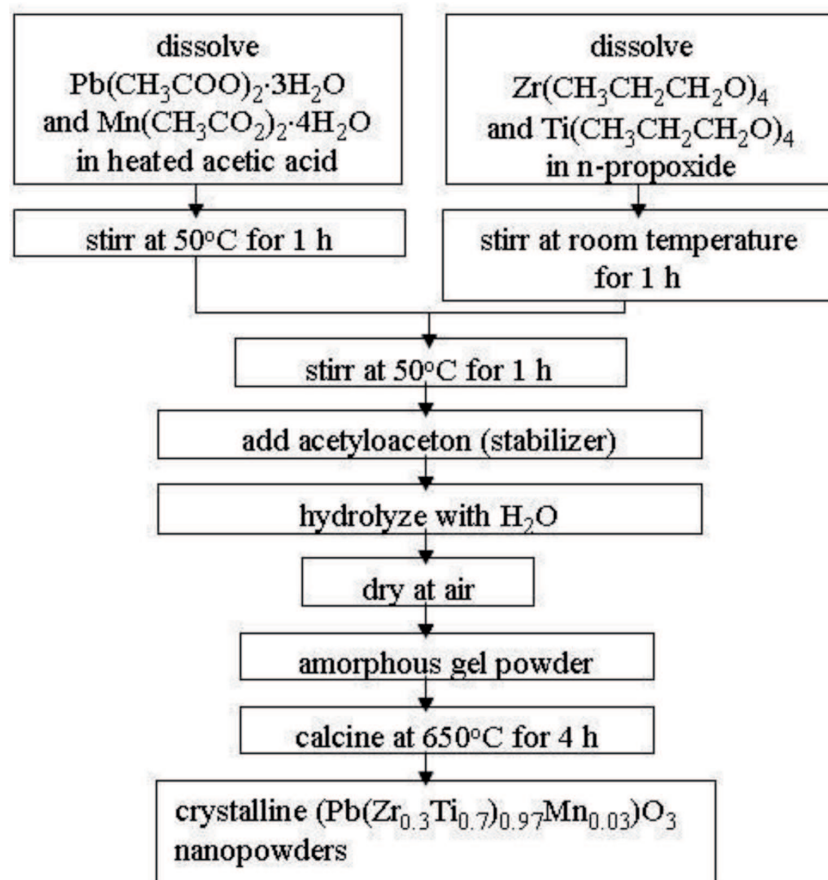 dissolve
Pb(CH₃COO)₂·3H₂O
and Mn(CH₃CO₂)₂·4H₂O
in heated acetic acid
dissolve
Zr(CH₃CH₂CH₂O)₄
and Ti(CH₃CH₂CH₂O)₄
in n-propoxide
stirr at 50°C for 1 h
stirr at room temperature
for 1 h
stirr at 50°C for 1 h
add acetyloaceton (stabilizer)
hydrolyze with H₂O
dry at air
amorphous gel powder
calcine at 650°C for 4 h
crystalline (Pb(Zr₀.₃Ti₀.₇)₀.₉₇Mn₀.₀₃)O₃
nanopowders